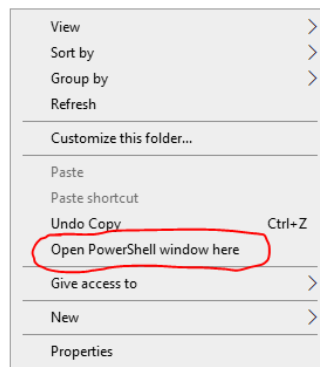 View
Sort by
Group by
Refresh
Customize this folder...
Paste
Paste shortcut
Undo Copy Ctrl+Z
Open PowerShell window here
Give access to
New
Properties